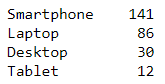 Smartphone 141
Laptop 86
Desktop 30
Tablet 12